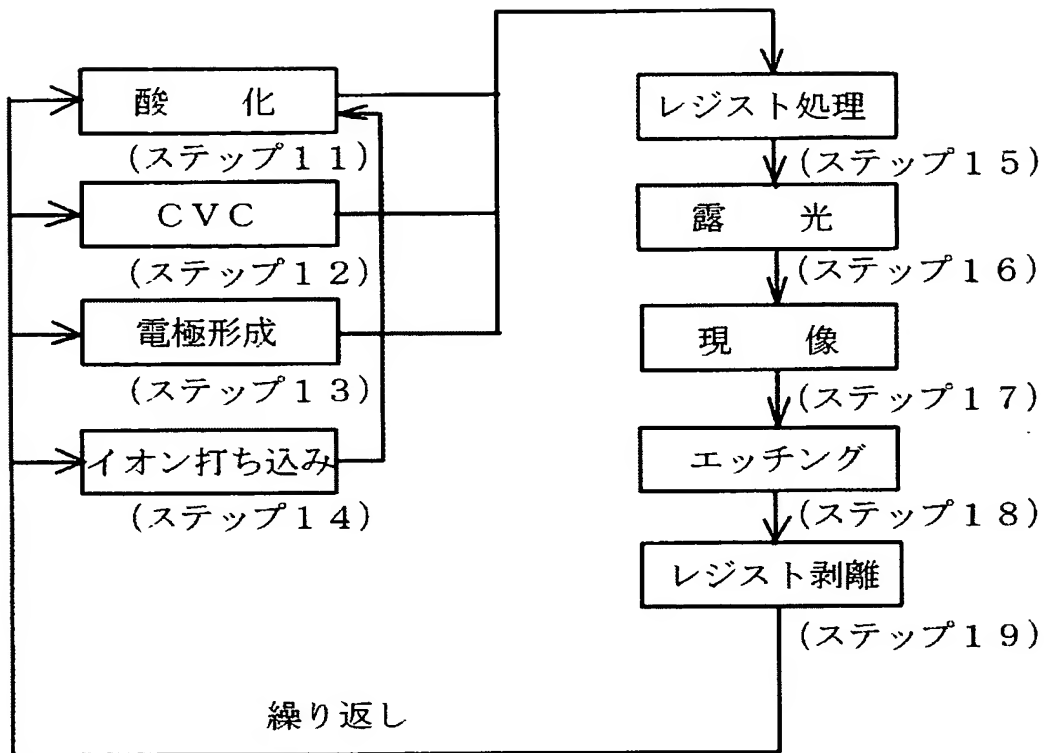 酸　　化
(ステップ１１)
ＣＶＣ
(ステップ１２)
電極形成
(ステップ１３)
イオン打ち込み
(ステップ１４)
レジスト処理
(ステップ１５)
露　　光
(ステップ１６)
現　　像
(ステップ１７)
エッチング
(ステップ１８)
レジスト剥離
(ステップ１９)
繰り返し